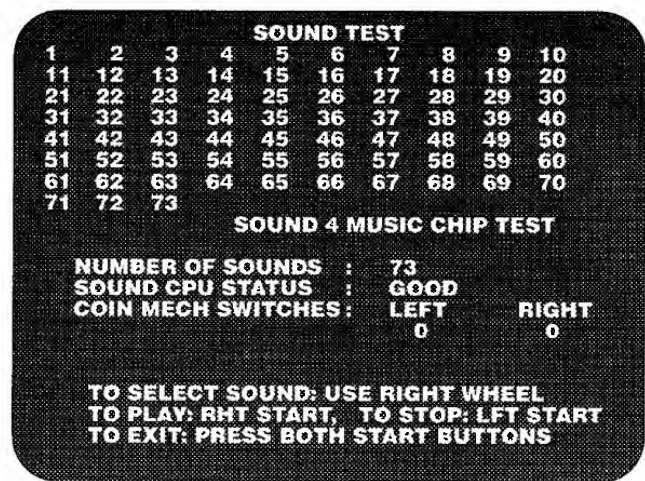 SOUND TEST
1 2 3 4 5 6 7 8 9 10
11 12 13 14 15 16 17 18 19 20
21 22 23 24 25 26 27 28 29 30
31 32 33 34 35 36 37 38 39 40
41 42 43 44 45 46 47 48 49 50
51 52 53 54 55 56 57 58 59 60
61 62 63 64 65 66 67 68 69 70
71 72 73
SOUND 4 MUSIC CHIP TEST
NUMBER OF SOUNDS : 73
SOUND CPU STATUS : GOOD
COIN MECH SWITCHES: LEFT RIGHT
0 0
TO SELECT SOUND: USE RIGHT WHEEL
TO PLAY: RHT START, TO STOP: LFT START
TO EXIT: PRESS BOTH START BUTTONS